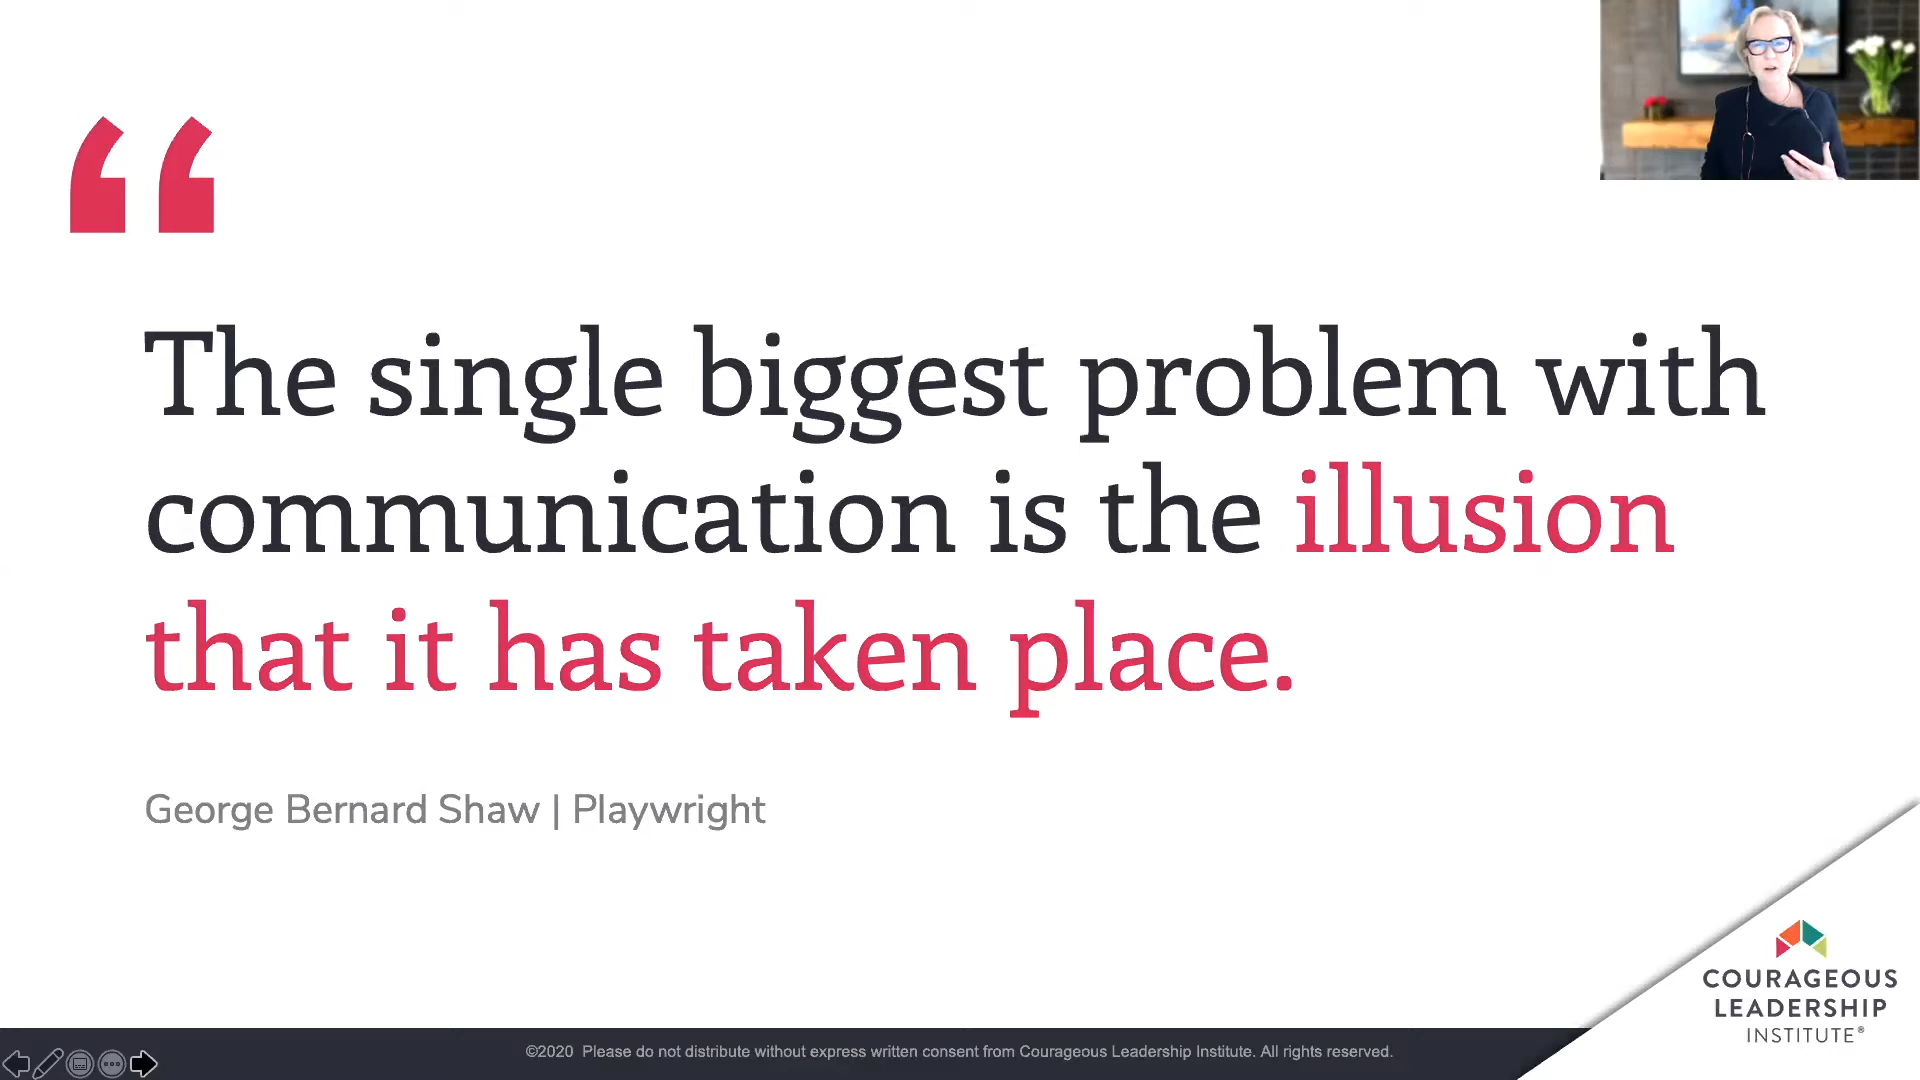 “
The single biggest problem with
communication is the illusion
that it has taken place.
George Bernard Shaw | Playwright
COURAGEOUS
LEADERSHIP
INSTITUTE®
©2020 Please do not distribute without express written consent from Courageous Leadership Institute. All rights reserved.